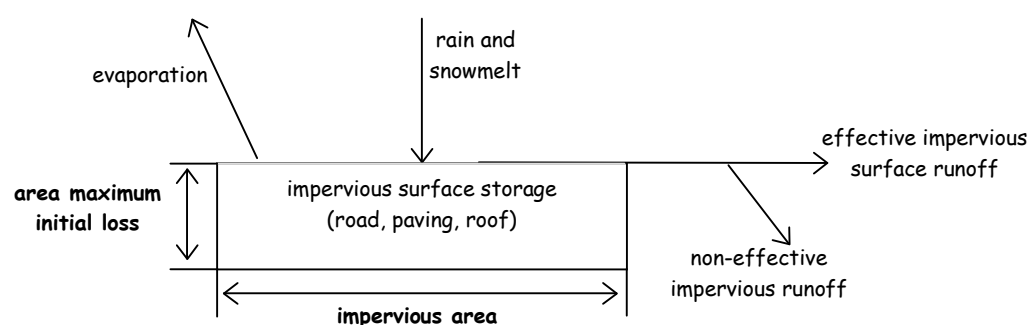 rain and
snowmelt
evaporation
effective impervious
surface runoff
area maximum
initial loss
impervious surface storage
(road, paving, roof)
non-effective
impervious runoff
impervious area